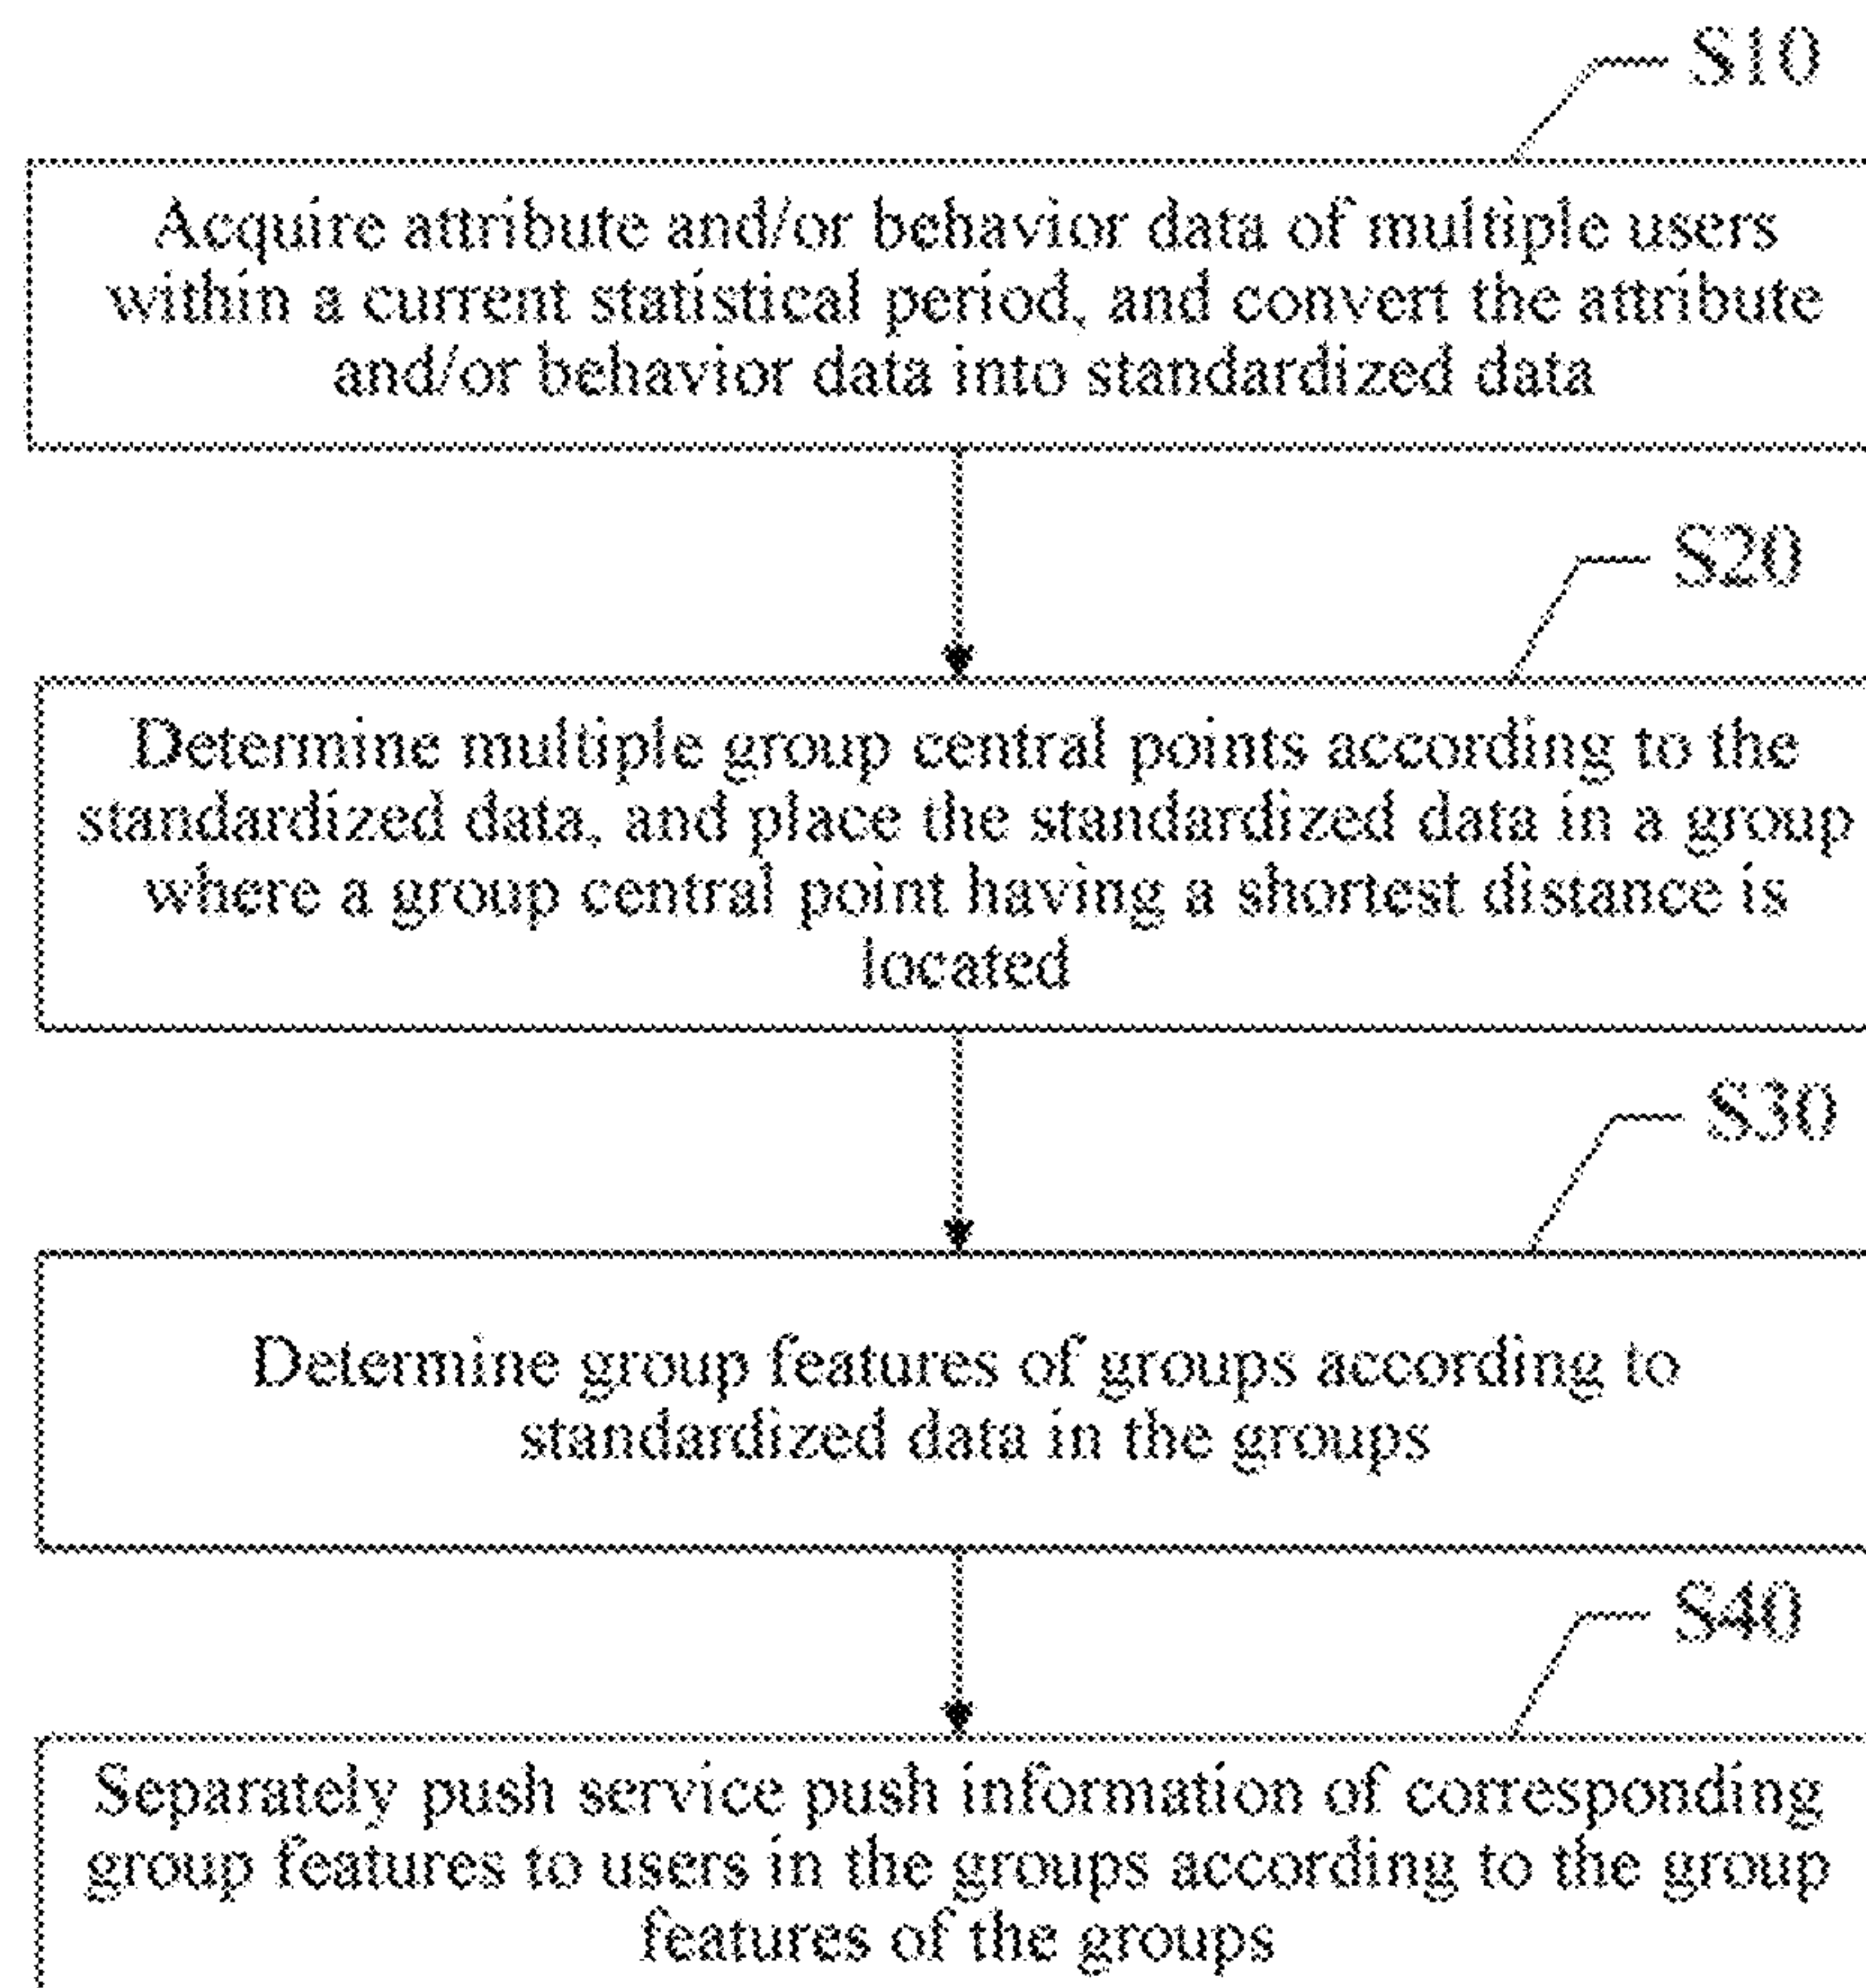 S10
Acquire attribute and/or behavior data of multiple users
within a current statistical period, and convert the attribute
and/or behavior data into standardized data
S20
Determine multiple group central points according to the
standardized data, and place the standardized data in a group
where a group central point having a shortest distance is
located
S30
Determine group features of groups according to
standardized data in the groups
S40
Separately push service push information of corresponding
group features to users in the groups according to the group
features of the groups